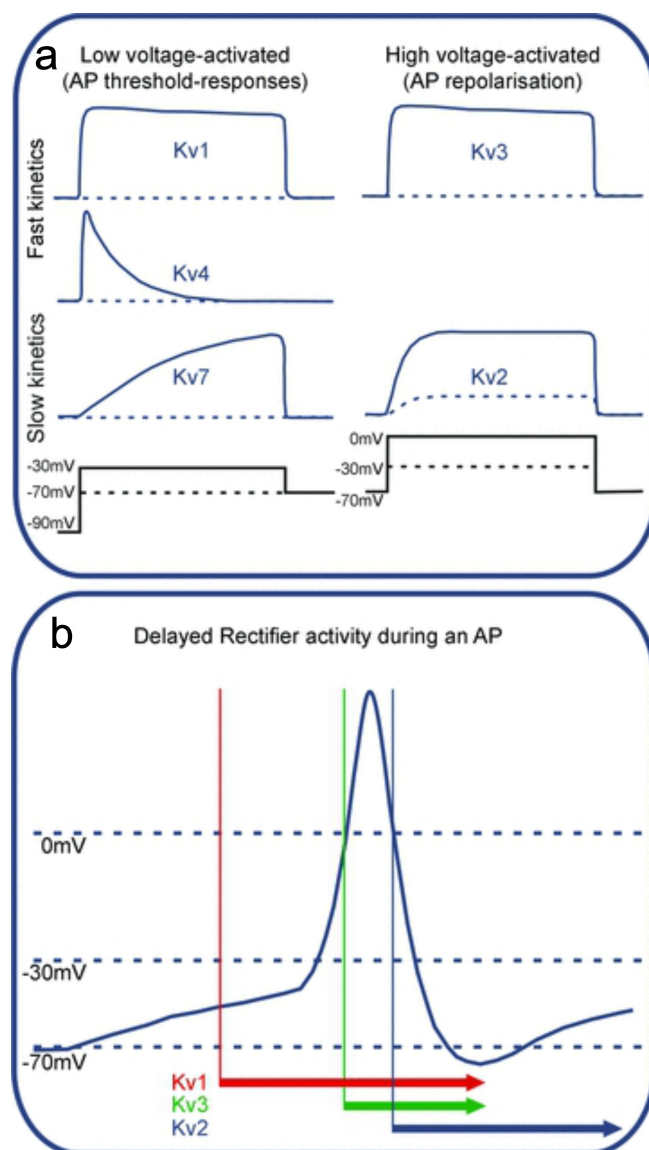 a
Low voltage-activated
(AP threshold-responses)
High voltage-activated
(AP repolarisation)
Fast kinetics
Kv1
Kv3
Kv4
Slow kinetics
Kv7
Kv2
-30mV
-70mV
-90mV
0mV
-30mV
-70mV
b
Delayed Rectifier activity during an AP
0mV
-30mV
-70mV
Kv1
Kv3
Kv2